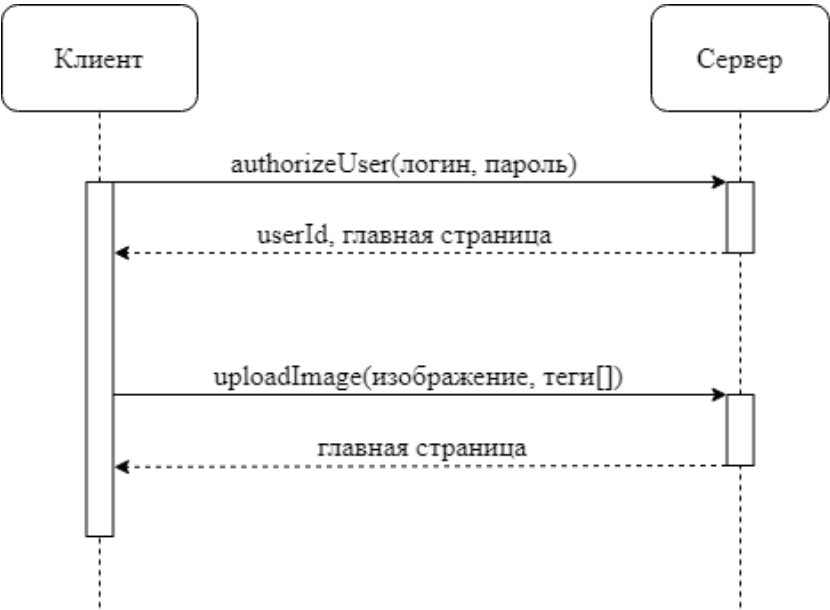 Клиент
Сервер
authorizeUser(логин, пароль)
userId, главная страница
uploadImage(изображение, теги[])
главная страница